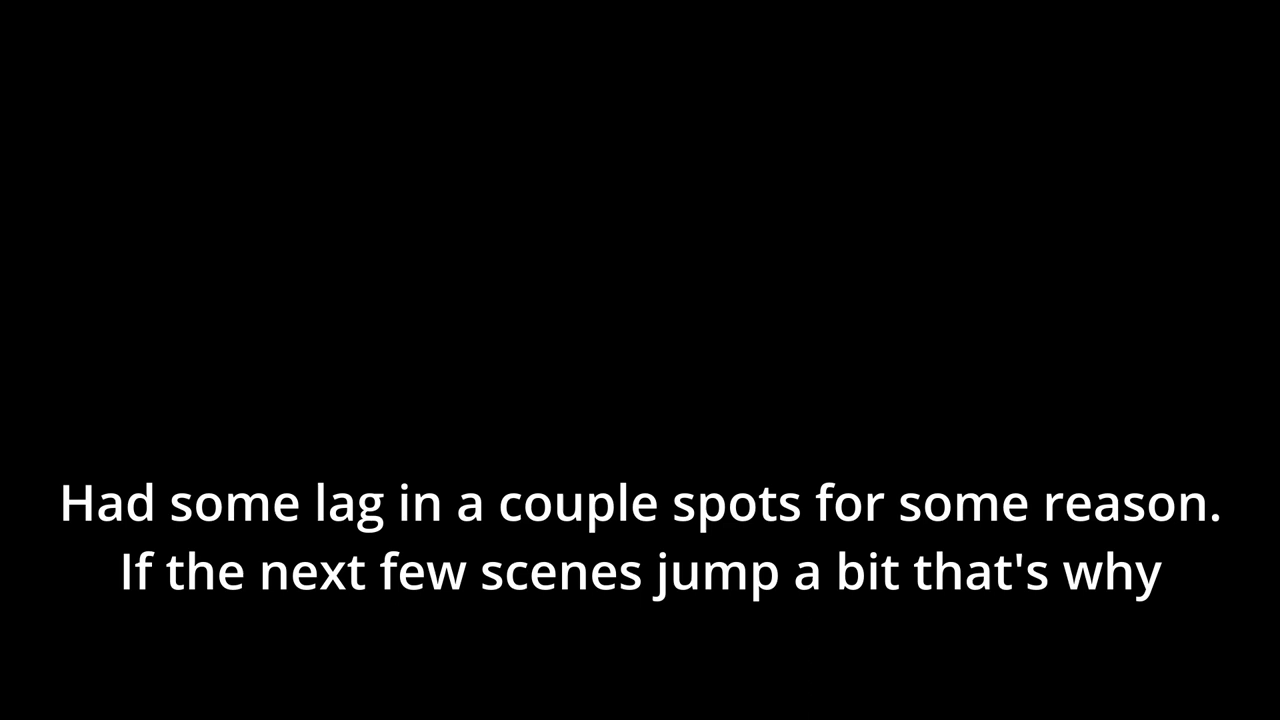 Had some lag in a couple spots for some reason.
If the next few scenes jump a bit that's why